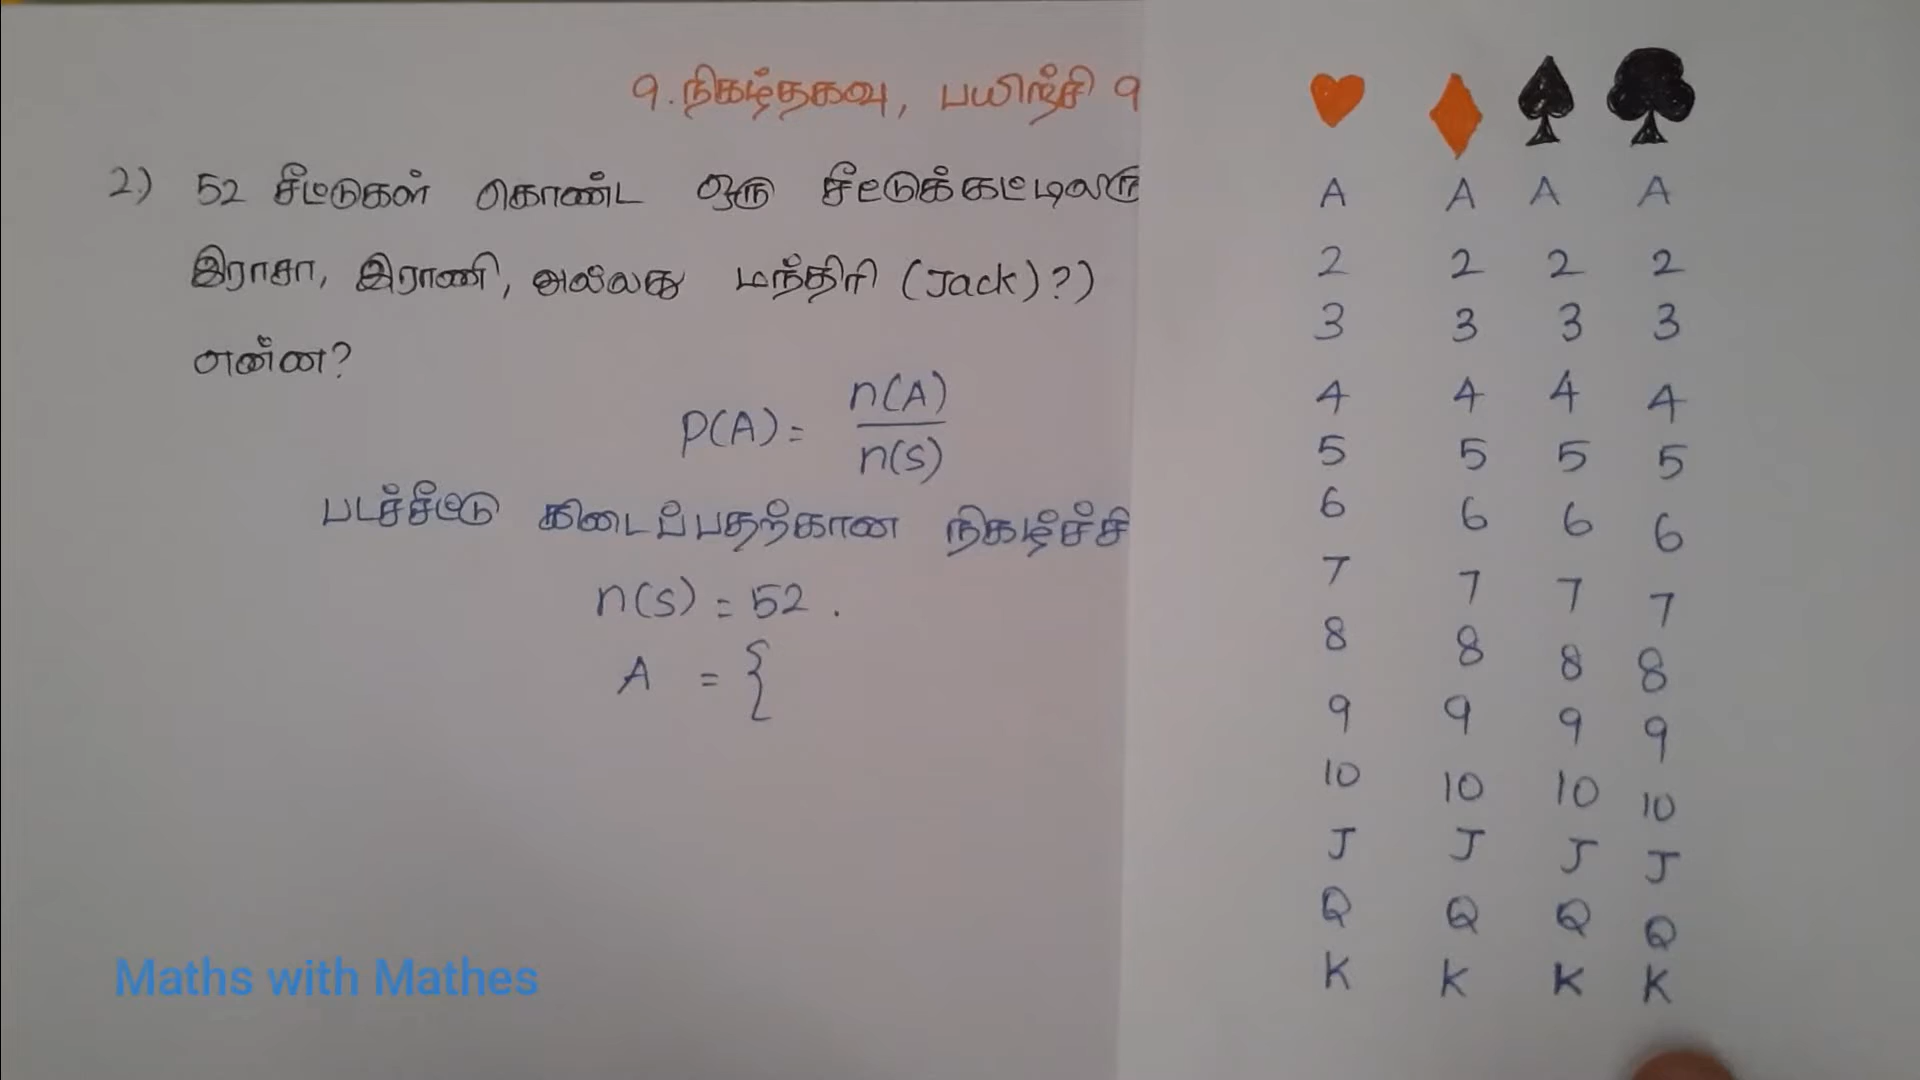 9. நிகழ்தகவு, பயிற்சி 9
2) 52 சீட்டுகள் கொண்ட ஒரு சீட்டுக்கட்டிலிரு
இராசா, இராணி, அல்லது மந்திரி (Jack)?)
என்ன?
P(A) = n(A)/n(S)
படச்சீட்டு கிடைப்பதற்கான நிகழ்ச்சி
n(S) = 52 .
A = {
Maths with Mathes
♥ ♦ ♠ ♣
A A A A
2 2 2 2
3 3 3 3
4 4 4 4
5 5 5 5
6 6 6 6
7 7 7 7
8 8 8 8
9 9 9 9
10 10 10 10
J J J J
Q Q Q Q
K K K K